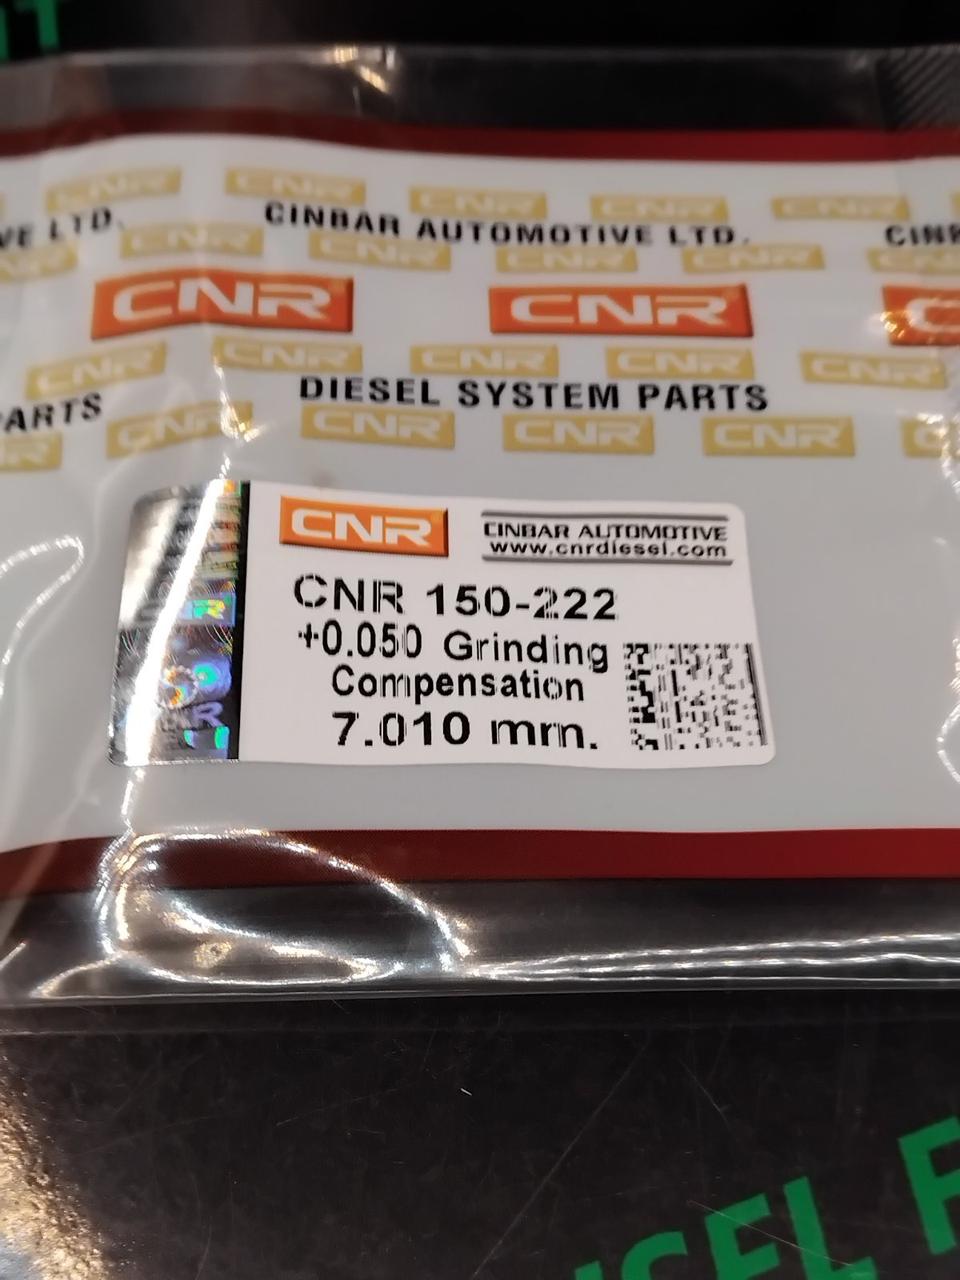 VE LTD.
CINBAR AUTOMOTIVE LTD.
CNR
CNR
DIESEL SYSTEM PARTS
PARTS
CNR
CINBAR AUTOMOTIVE
www.cnrdiesel.com
CNR 150-222
+0.050 Grinding
Compensation
7.010 mm.